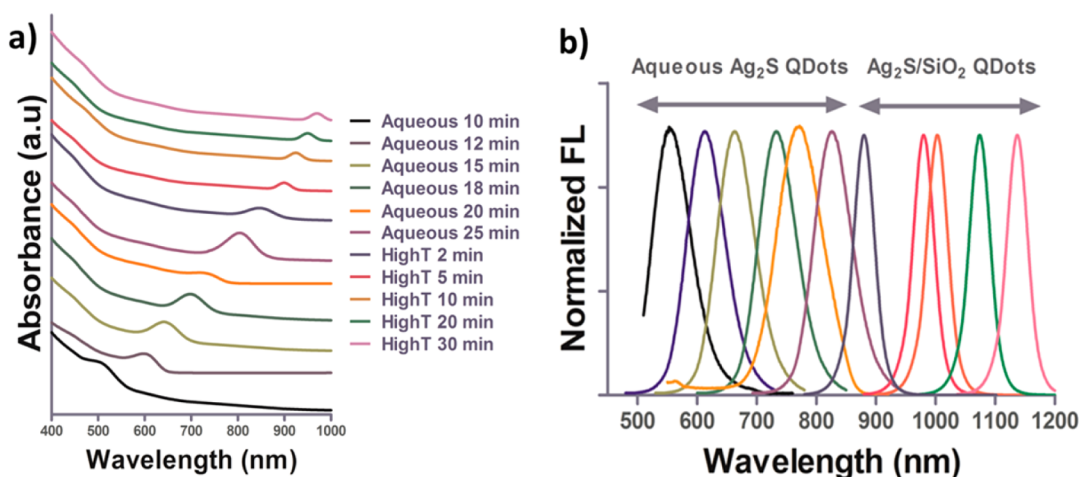 a)
Absorbance (a.u)
400 500 600 700 800 900 1000
Wavelength (nm)
Aqueous 10 min
Aqueous 12 min
Aqueous 15 min
Aqueous 18 min
Aqueous 20 min
Aqueous 25 min
HighT 2 min
HighT 5 min
HighT 10 min
HighT 20 min
HighT 30 min
b)
Aqueous Ag₂S QDots
Ag₂S/SiO₂ QDots
Normalized FL
500 600 700 800 900 1000 1100 1200
Wavelength (nm)